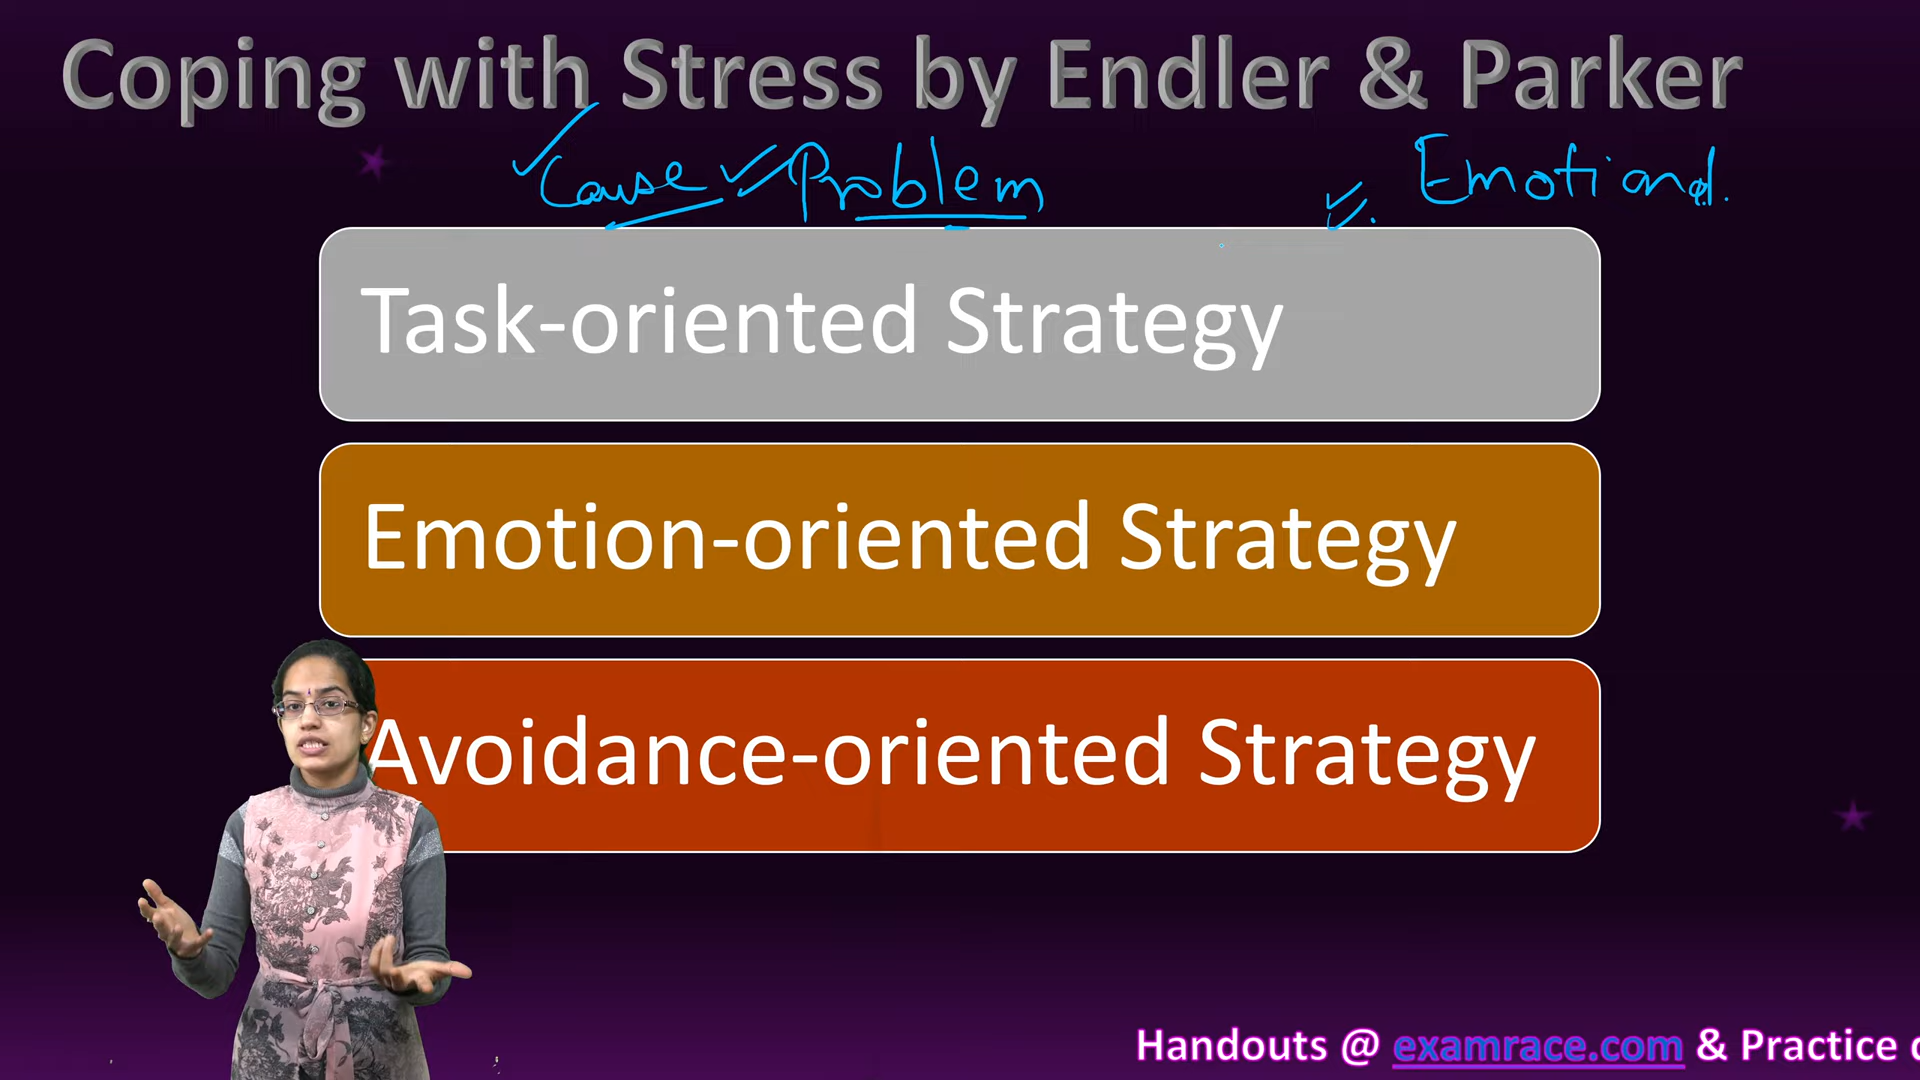 Coping with Stress by Endler & Parker
Cause Problem Emotional.
Task-oriented Strategy
Emotion-oriented Strategy
Avoidance-oriented Strategy
Handouts @ examrace.com & Practice